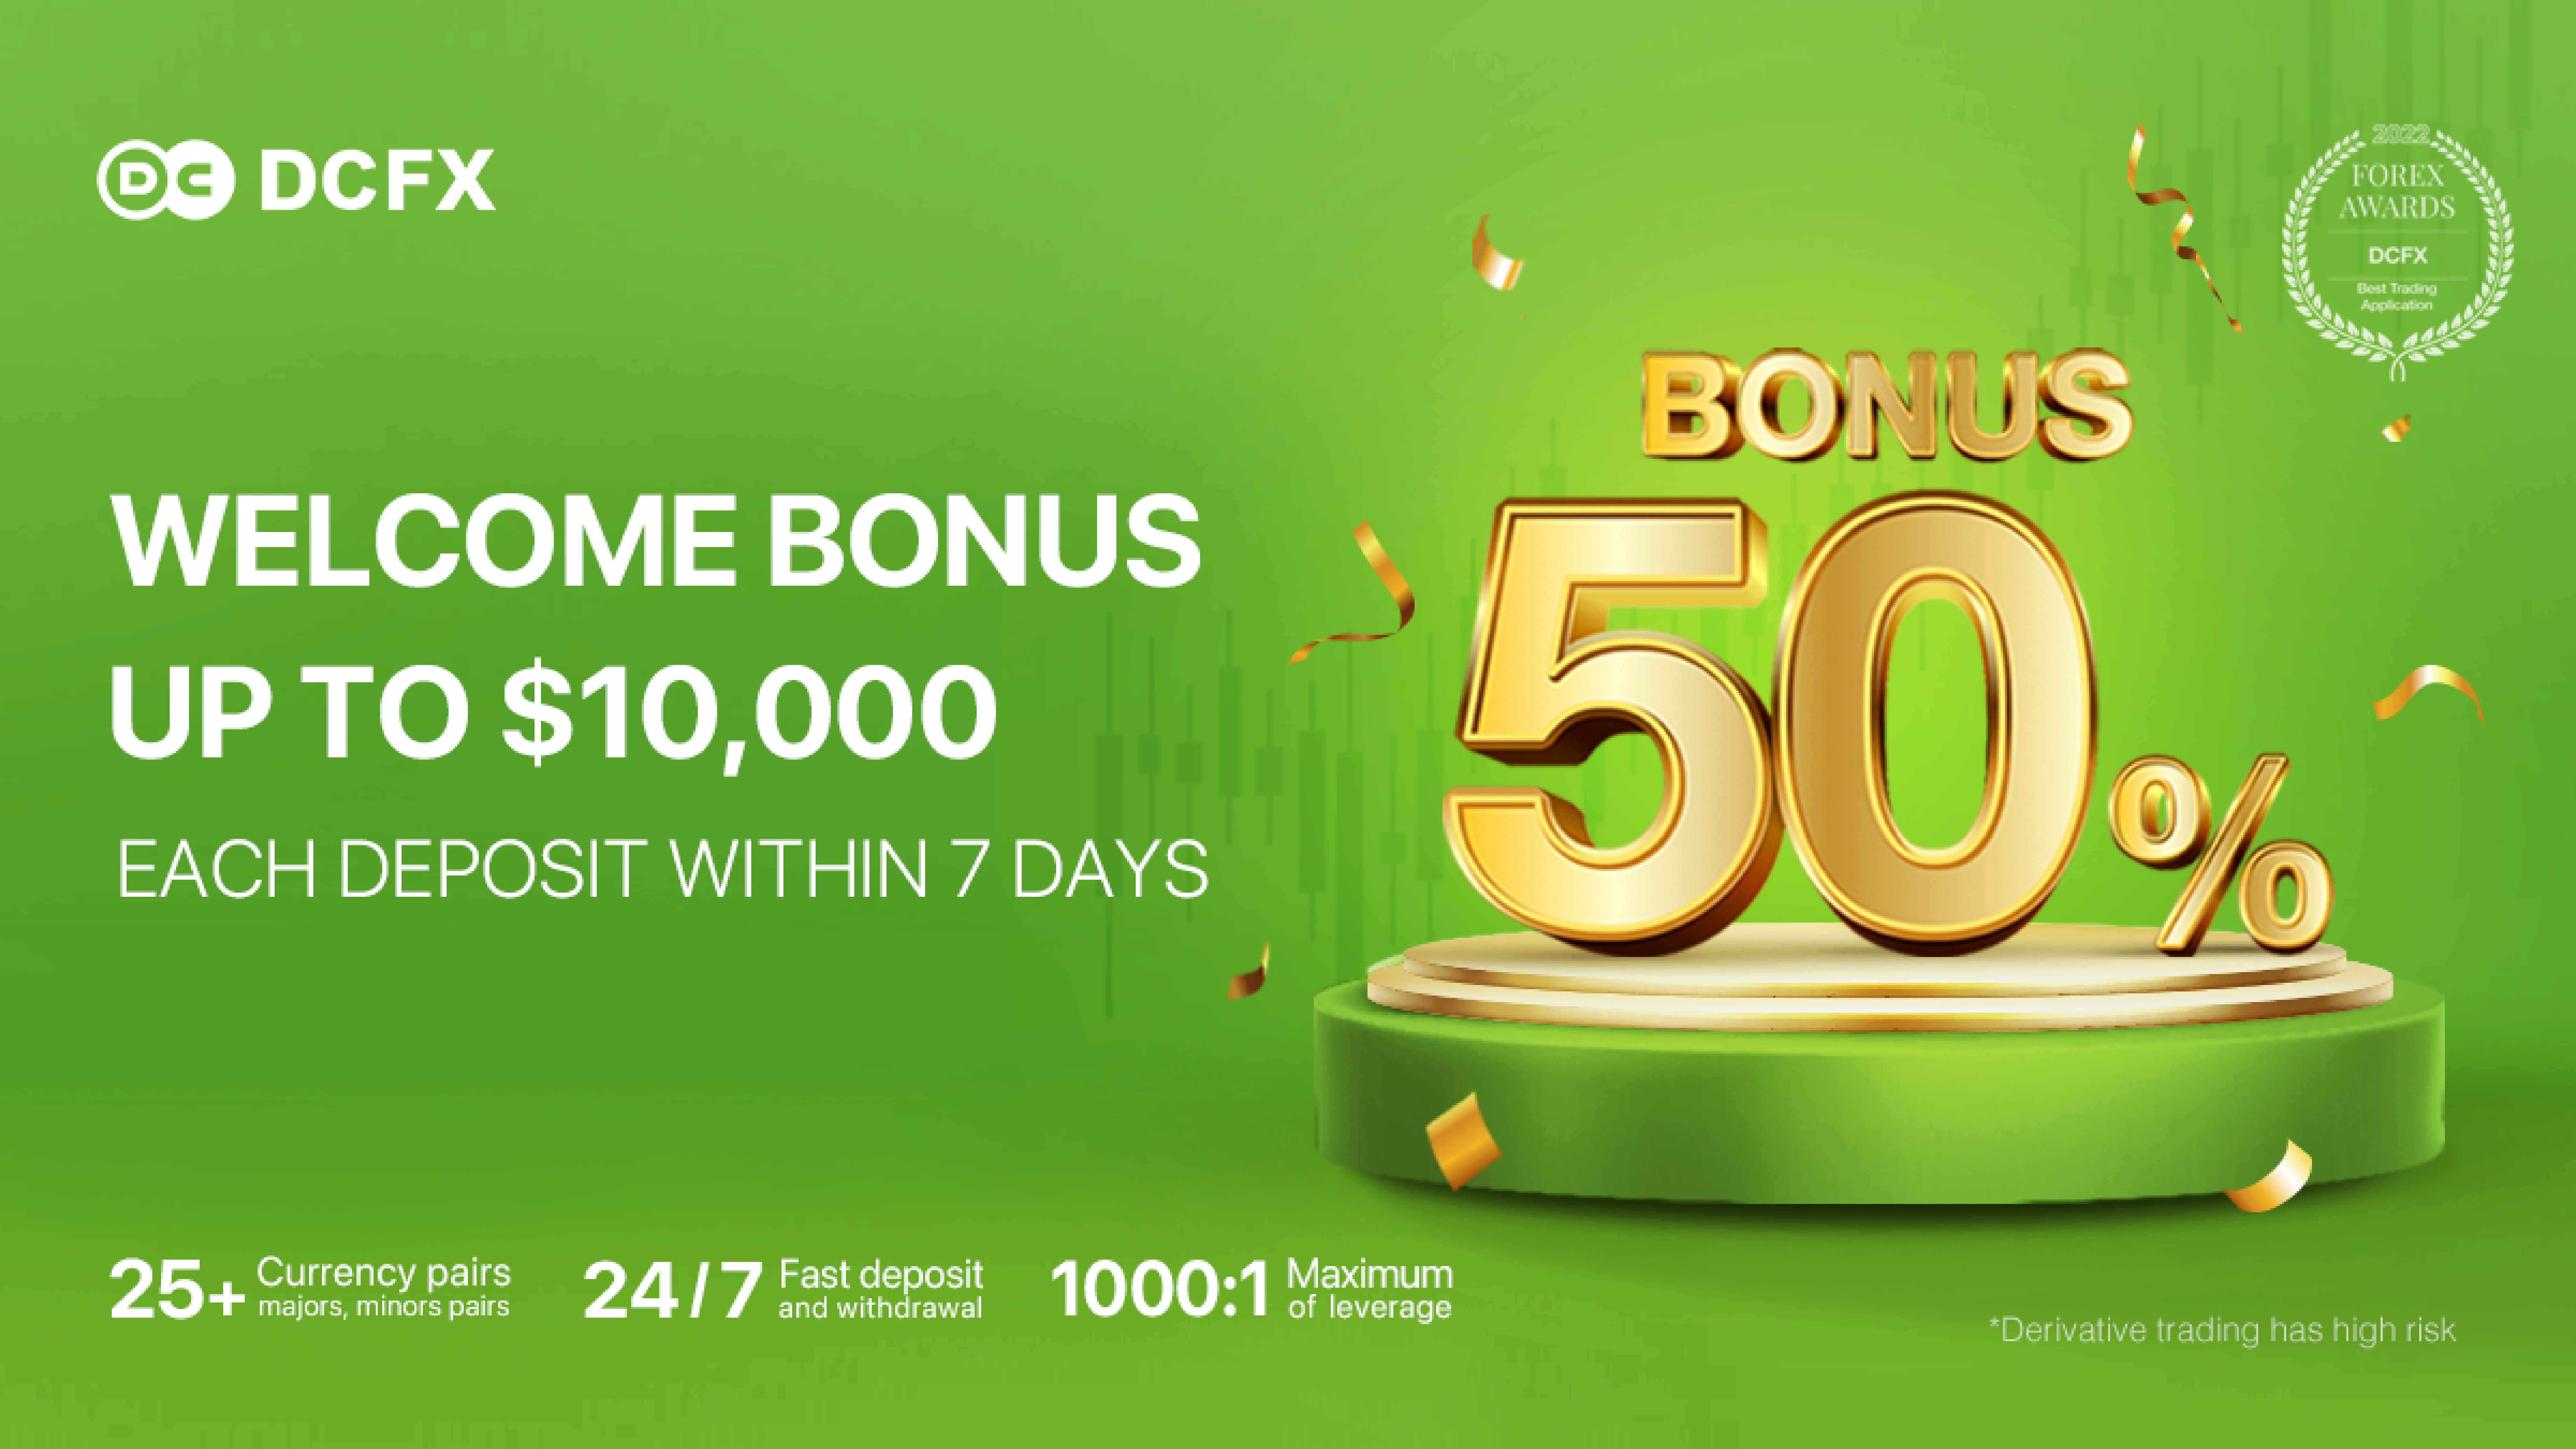 DCFX
2022
FOREX
AWARDS
DCFX
Best Trading
Application
WELCOME BONUS
UP TO $10,000
EACH DEPOSIT WITHIN 7 DAYS
BONUS
50%
25+ Currency pairs
majors, minors pairs
24/7 Fast deposit
and withdrawal
1000:1 Maximum
of leverage
*Derivative trading has high risk